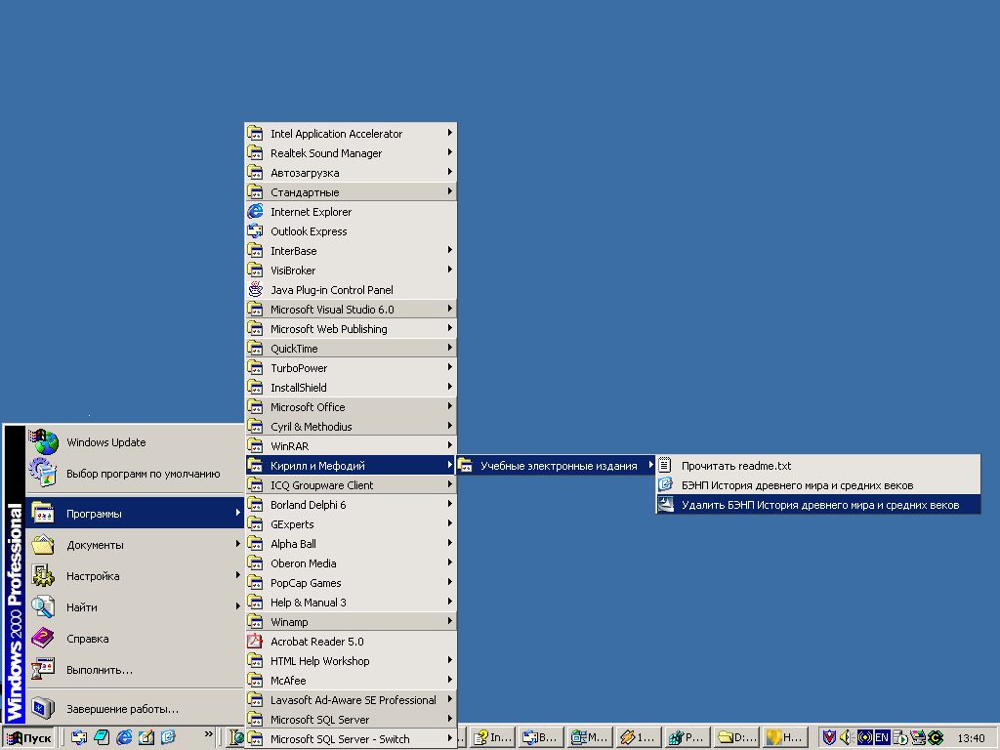 Intel Application Accelerator
Realtek Sound Manager
Автозагрузка
Стандартные
Internet Explorer
Outlook Express
InterBase
VisiBroker
Java Plug-in Control Panel
Microsoft Visual Studio 6.0
Microsoft Web Publishing
QuickTime
TurboPower
InstallShield
Microsoft Office
Cyril & Methodius
WinRAR
Кирилл и Мефодий
ICQ Groupware Client
Borland Delphi 6
GExperts
Alpha Ball
Oberon Media
PopCap Games
Help & Manual 3
Winamp
Acrobat Reader 5.0
HTML Help Workshop
McAfee
Lavasoft Ad-Aware SE Professional
Microsoft SQL Server
Microsoft SQL Server - Switch
Учебные электронные издания
Прочитать readme.txt
БЭНП История древнего мира и средних веков
Удалить БЭНП История древнего мира и средних веков
Windows 2000 Professional
Windows Update
Выбор программ по умолчанию
Программы
Документы
Настройка
Найти
Справка
Выполнить...
Завершение работы...
Пуск
In...
B...
M...
1...
P...
D:...
H...
EN
13:40